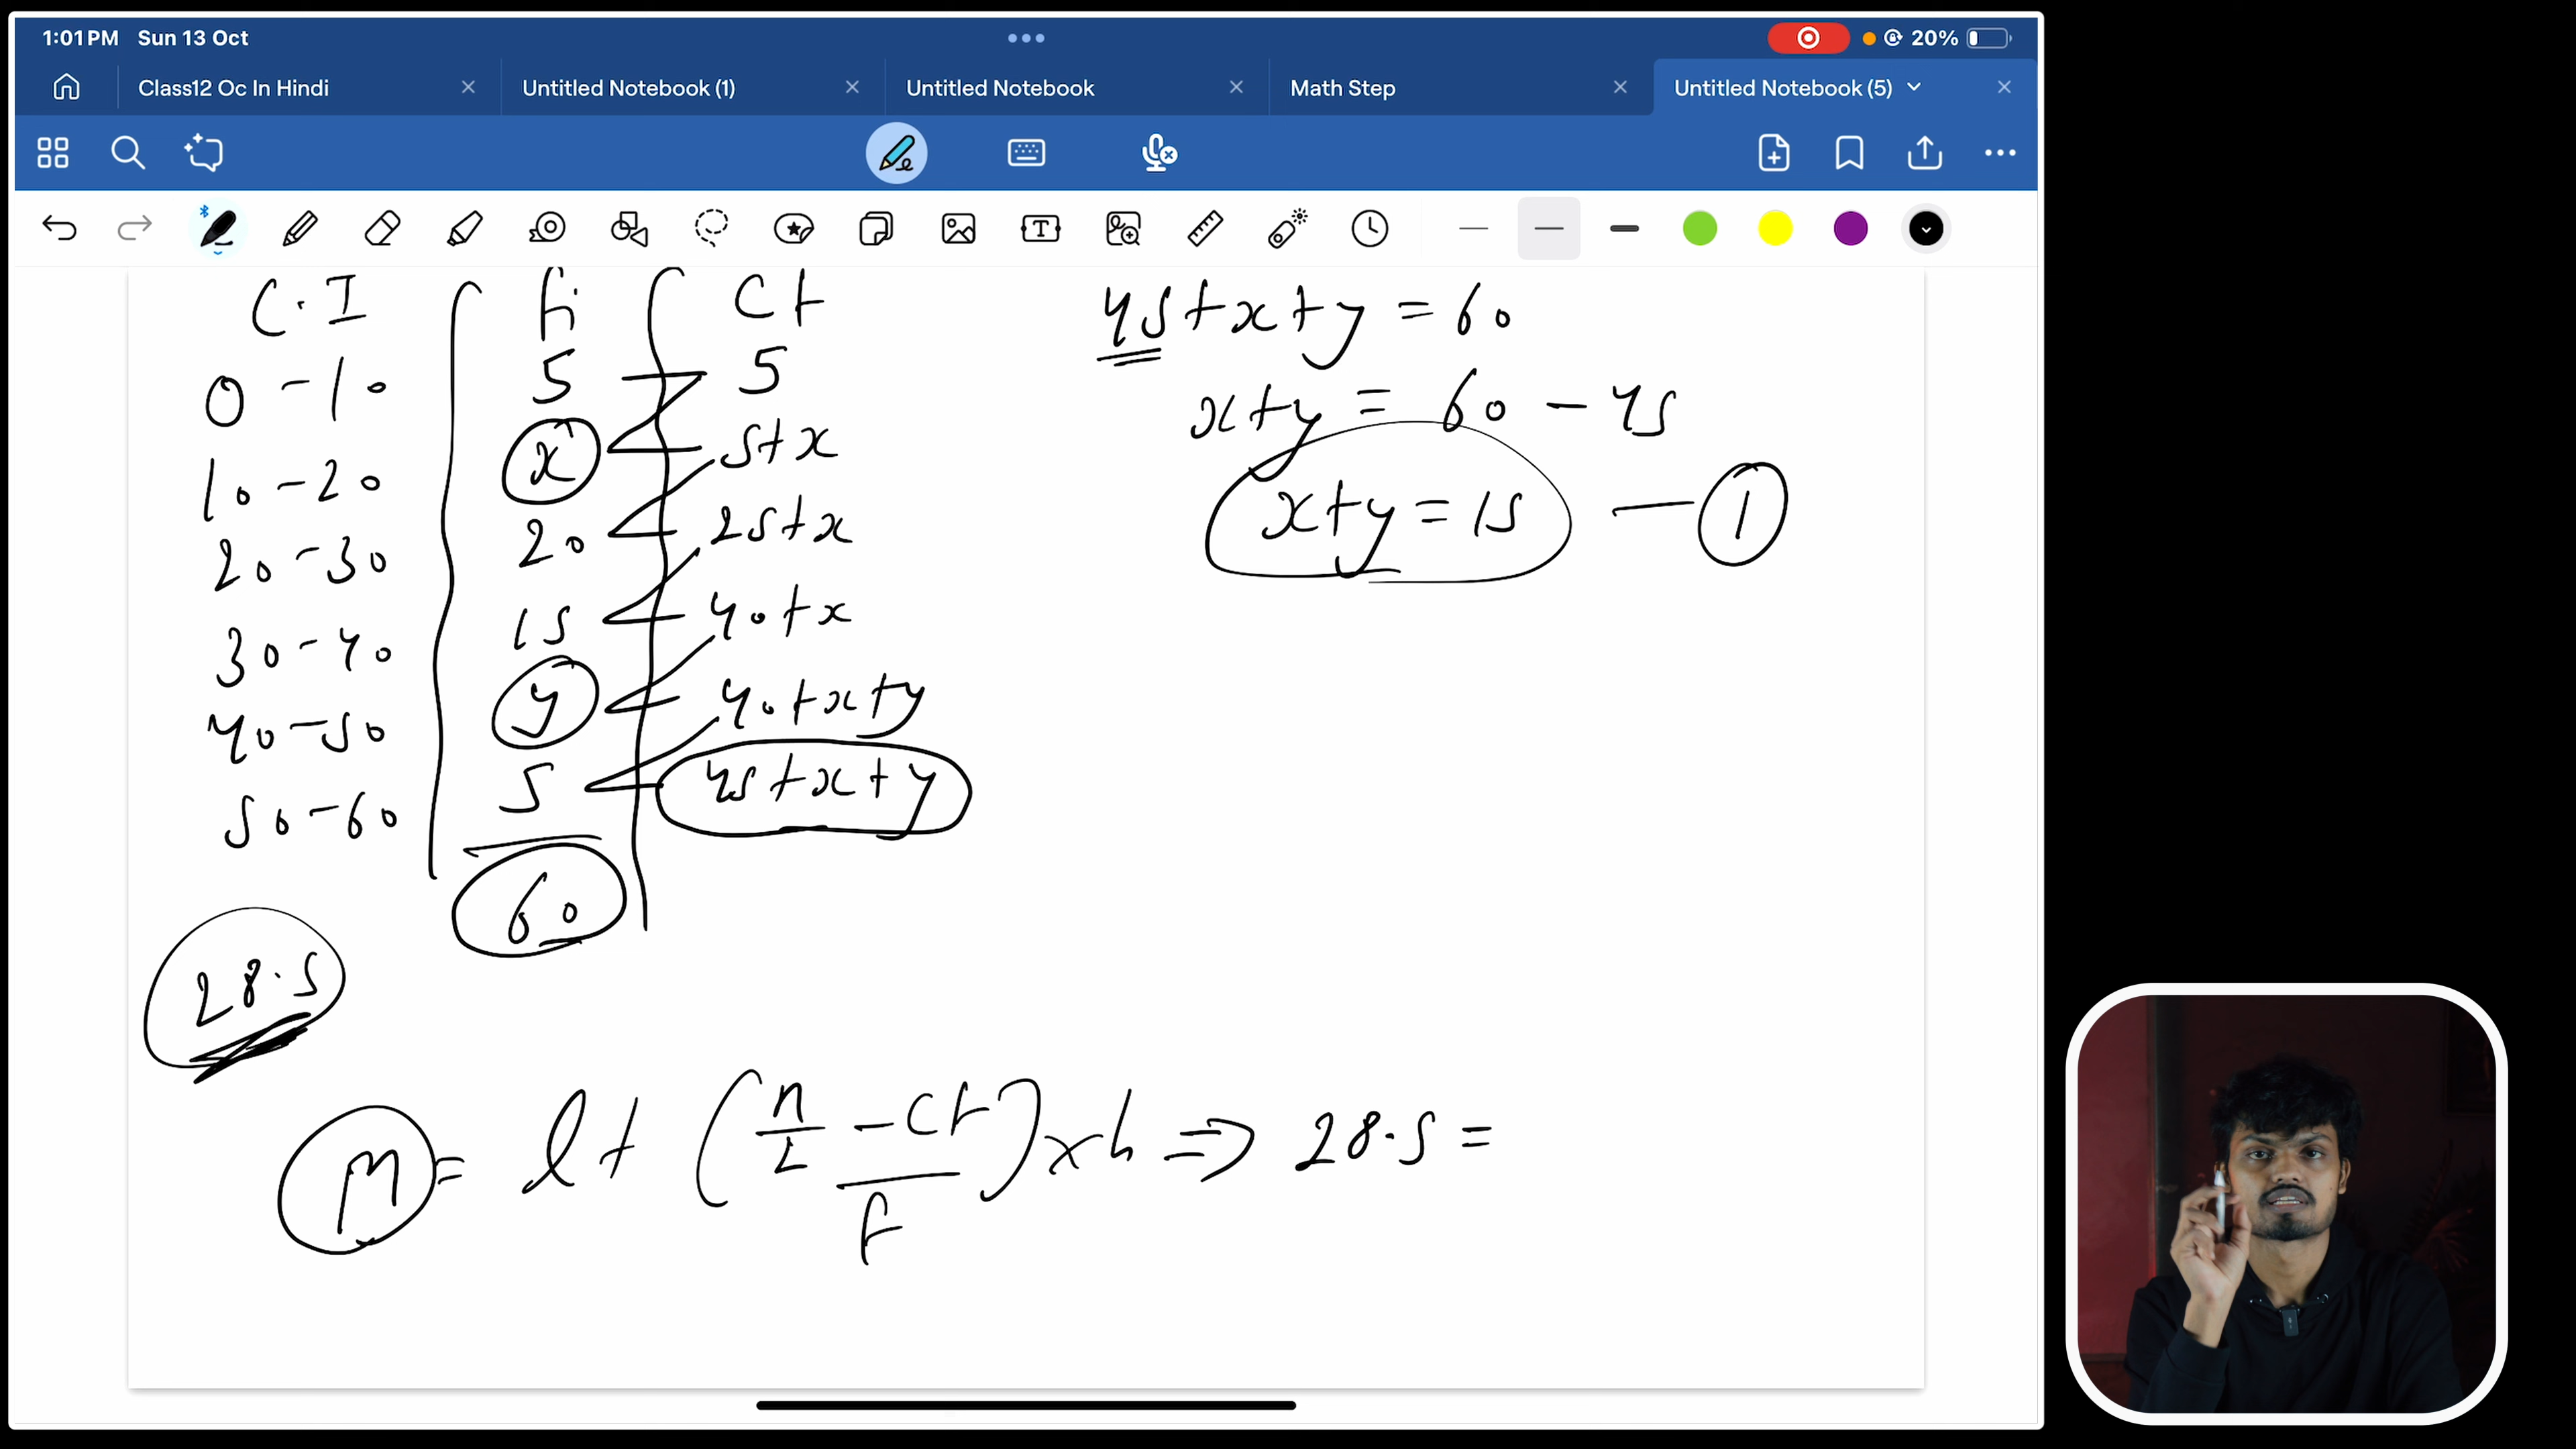 1:01 PM Sun 13 Oct
20%
Class12 Oc In Hindi
Untitled Notebook (1)
Untitled Notebook
Math Step
Untitled Notebook (5)
C.I fi Cf
0-10 5 5
10-20 x 5+x
20-30 20 25+x
30-40 15 40+x
40-50 y 40+x+y
50-60 5 45+x+y
60
45+x+y=60
x+y=60-45
x+y=15 — 1
28.5
M= l+ (n/2 -Cf / f) xh => 28.5=